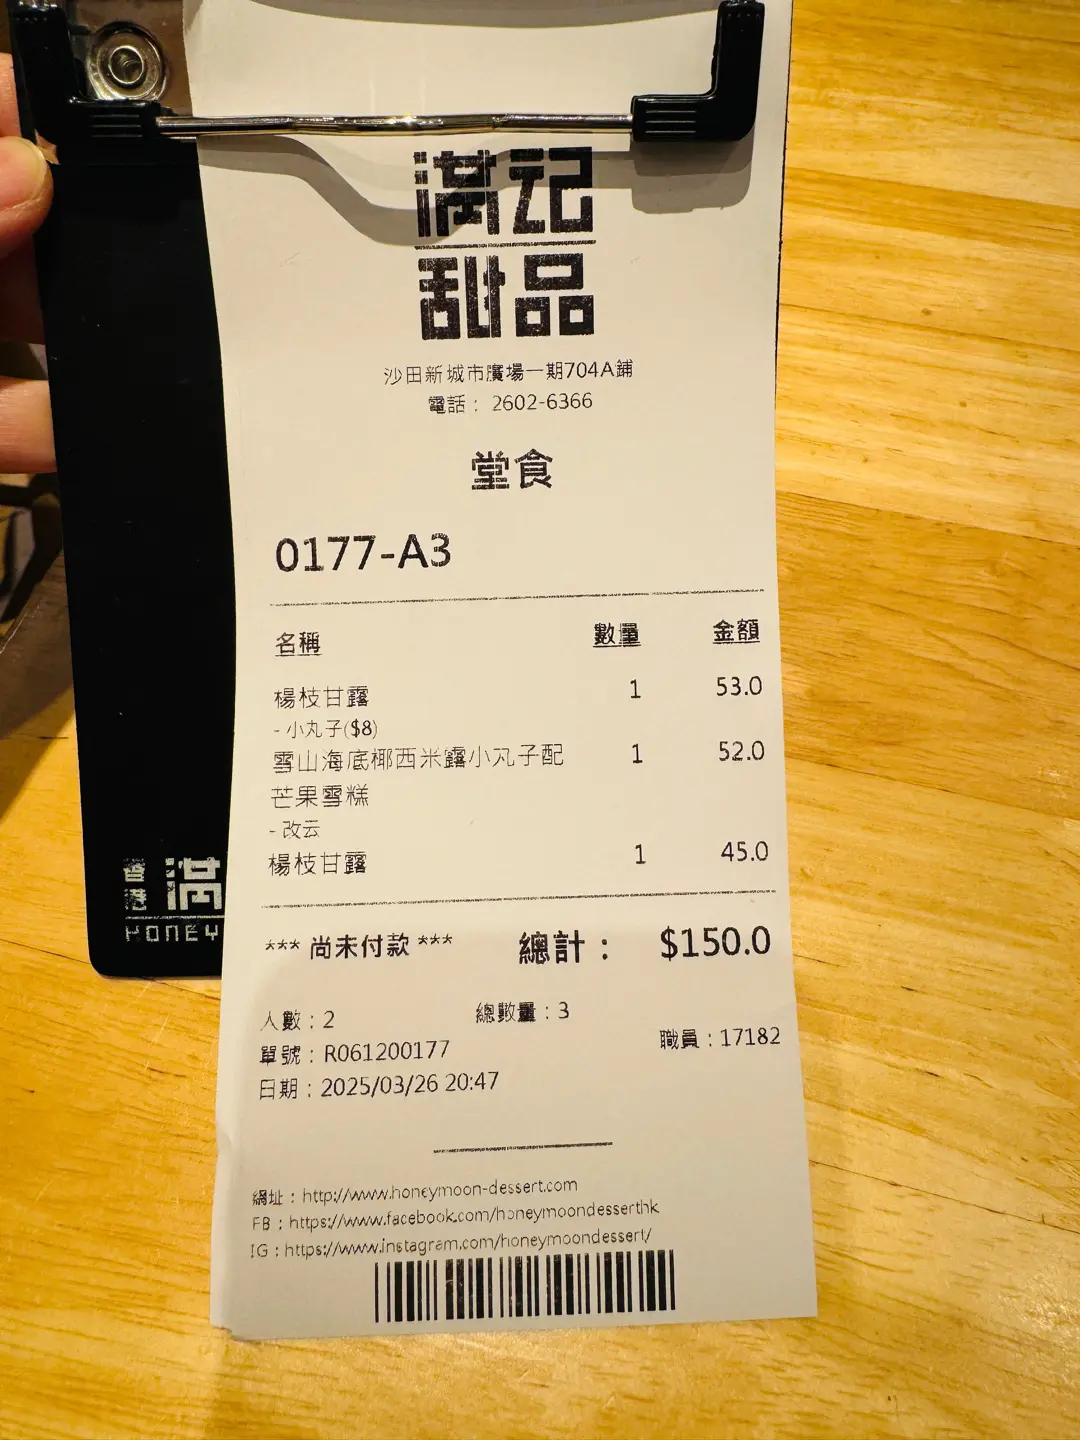 满记
甜品
沙田新城市廣場一期704A鋪
電話： 2602-6366
堂食
0177-A3
名稱 數量 金額
楊枝甘露 1 53.0
- 小丸子($8)
雪山海底椰西米露小丸子配 1 52.0
芒果雪糕
- 改云
楊枝甘露 1 45.0
*** 尚未付款 *** 總計： $150.0
人數：2 總數量：3
單號：R061200177 職員：17182
日期：2025/03/26 20:47
網址：http://www.honeymoon-dessert.com
FB：https://www.facebook.com/honeymoondesserthk
IG：https://www.instagram.com/honeymoondessert/
香港 满
HONEY